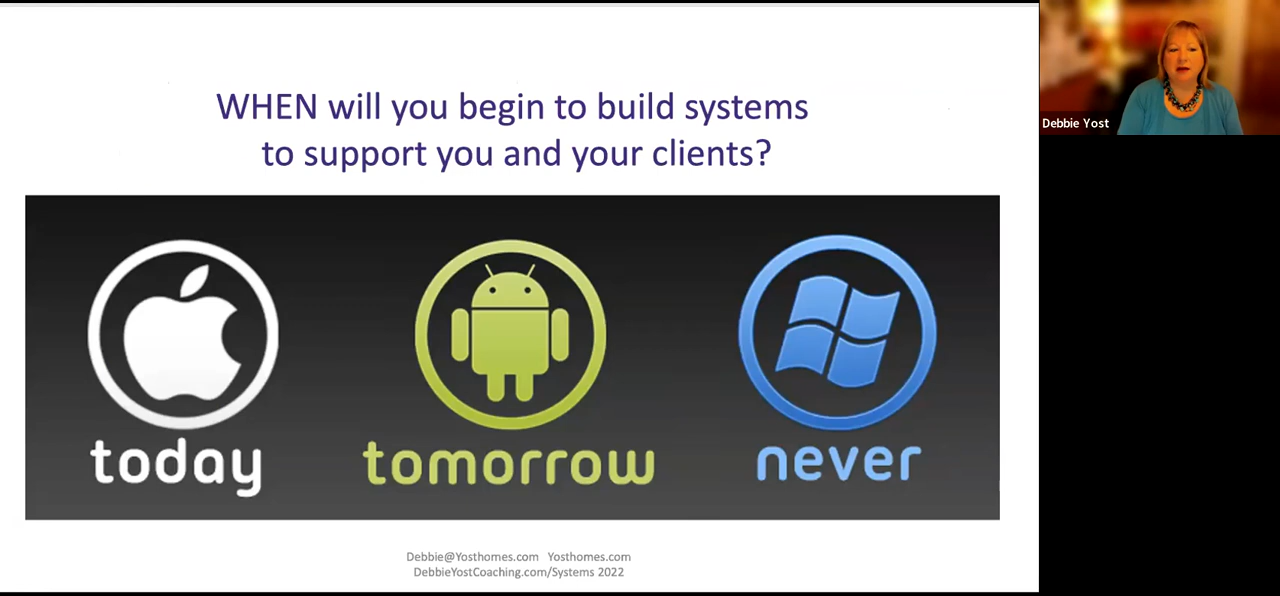 WHEN will you begin to build systems
to support you and your clients?
today tomorrow never
Debbie@Yosthomes.com Yosthomes.com
DebbieYostCoaching.com/Systems 2022
Debbie Yost